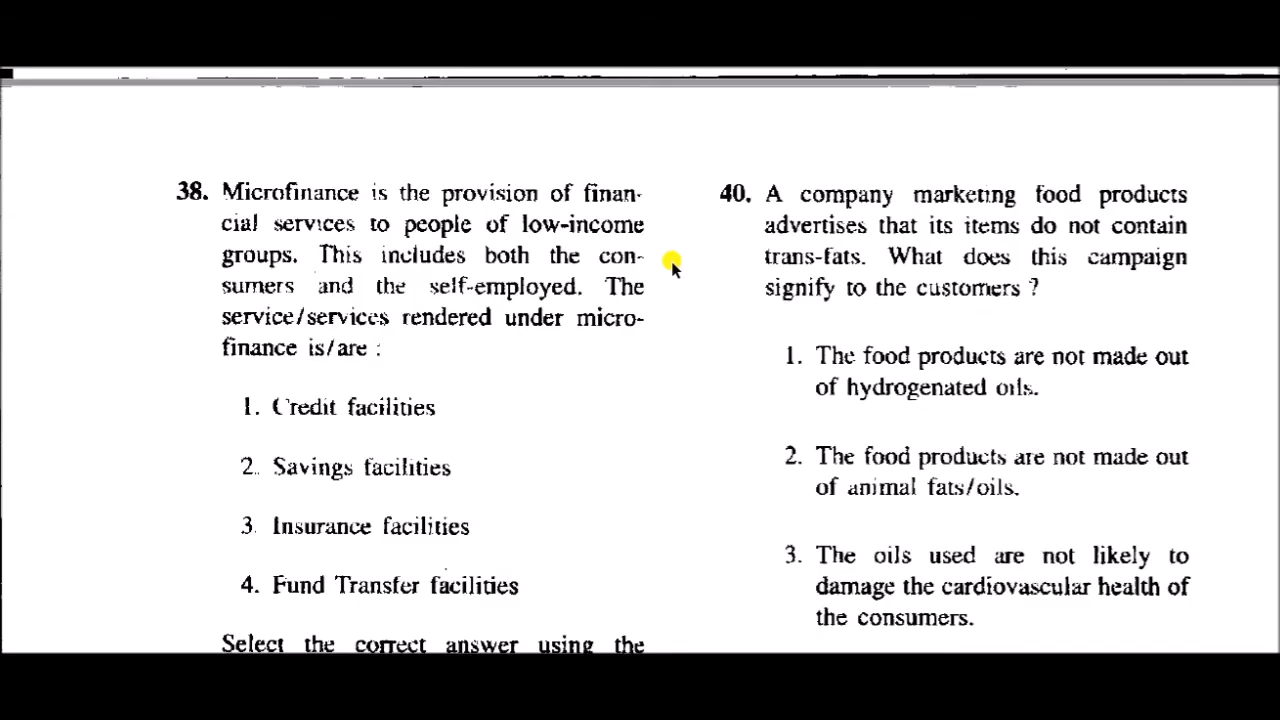 38. Microfinance is the provision of finan-
cial services to people of low-income
groups. This includes both the con-
sumers and the self-employed. The
service/services rendered under micro-
finance is/are :
1. Credit facilities
2. Savings facilities
3. Insurance facilities
4. Fund Transfer facilities
Select the correct answer using the
40. A company marketing food products
advertises that its items do not contain
trans-fats. What does this campaign
signify to the customers ?
1. The food products are not made out
of hydrogenated oils.
2. The food products are not made out
of animal fats/oils.
3. The oils used are not likely to
damage the cardiovascular health of
the consumers.